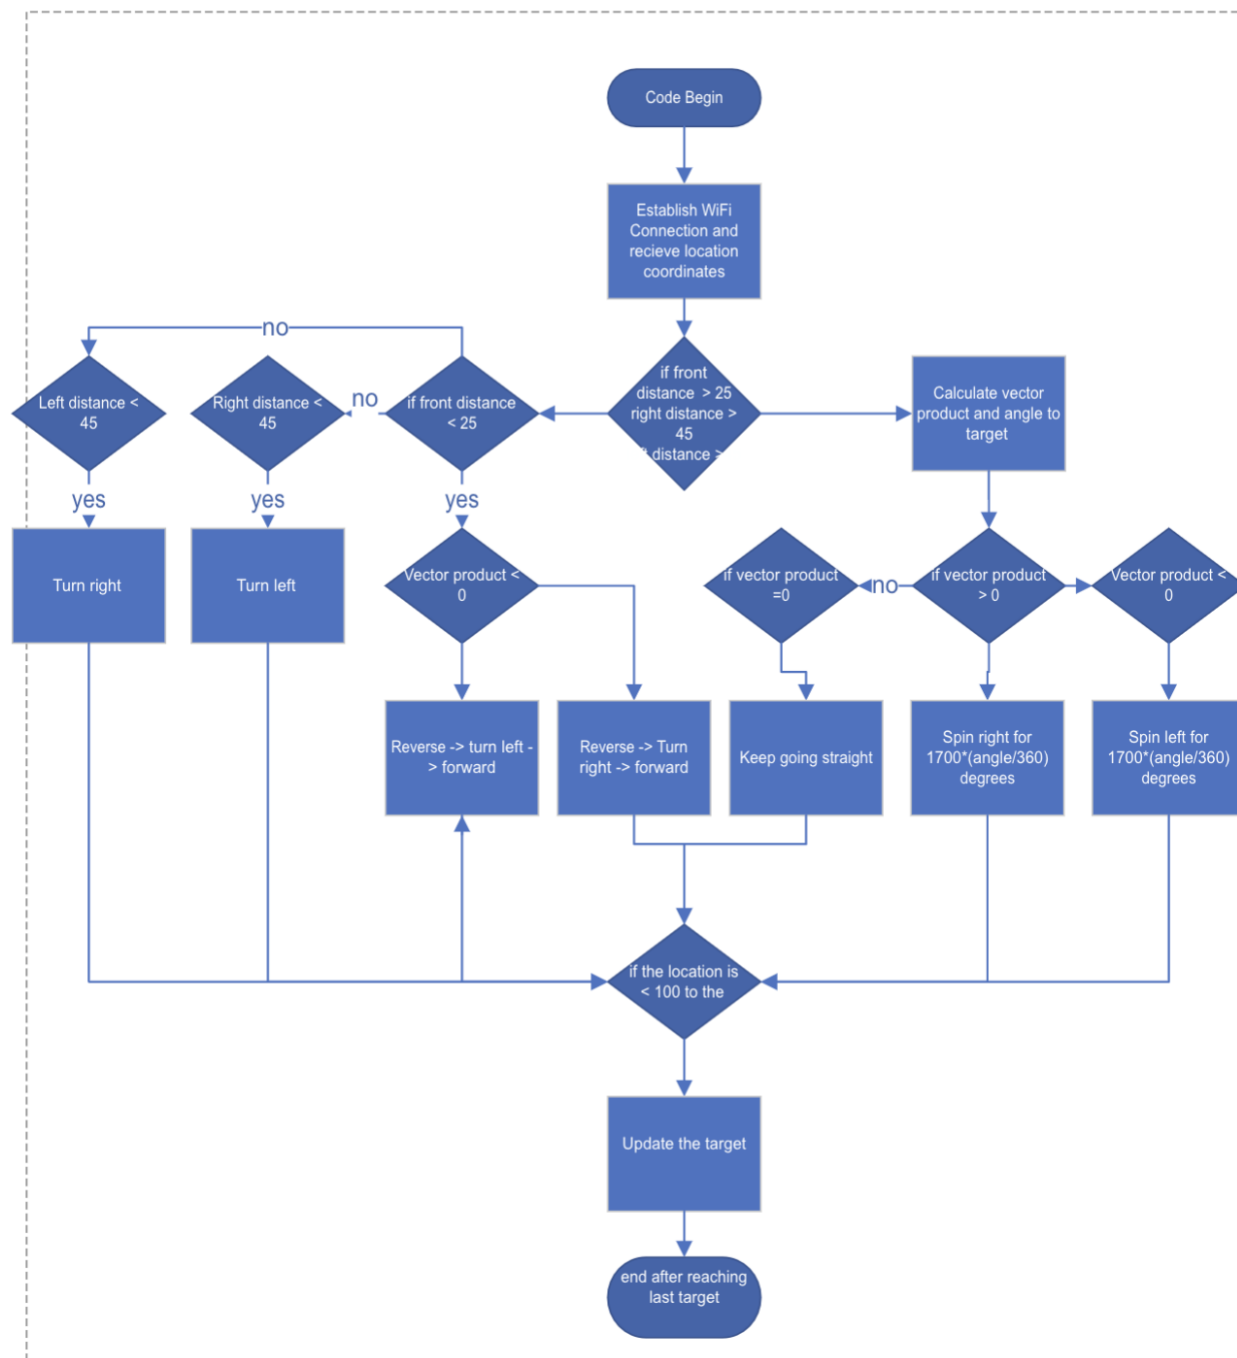 Code Begin
Establish WiFi
Connection and
recieve location
coordinates
no
if front
distance > 25
right distance >
45
distance >
Left distance <
45
Right distance <
45
no
if front distance
< 25
Calculate vector
product and angle to
target
yes
yes
yes
Turn right
Turn left
Vector product <
0
if vector product
=0
no
if vector product
> 0
Vector product <
0
Reverse -> turn left -
> forward
Reverse -> Turn
right -> forward
Keep going straight
Spin right for
1700*(angle/360)
degrees
Spin left for
1700*(angle/360)
degrees
if the location is
< 100 to the
Update the target
end after reaching
last target